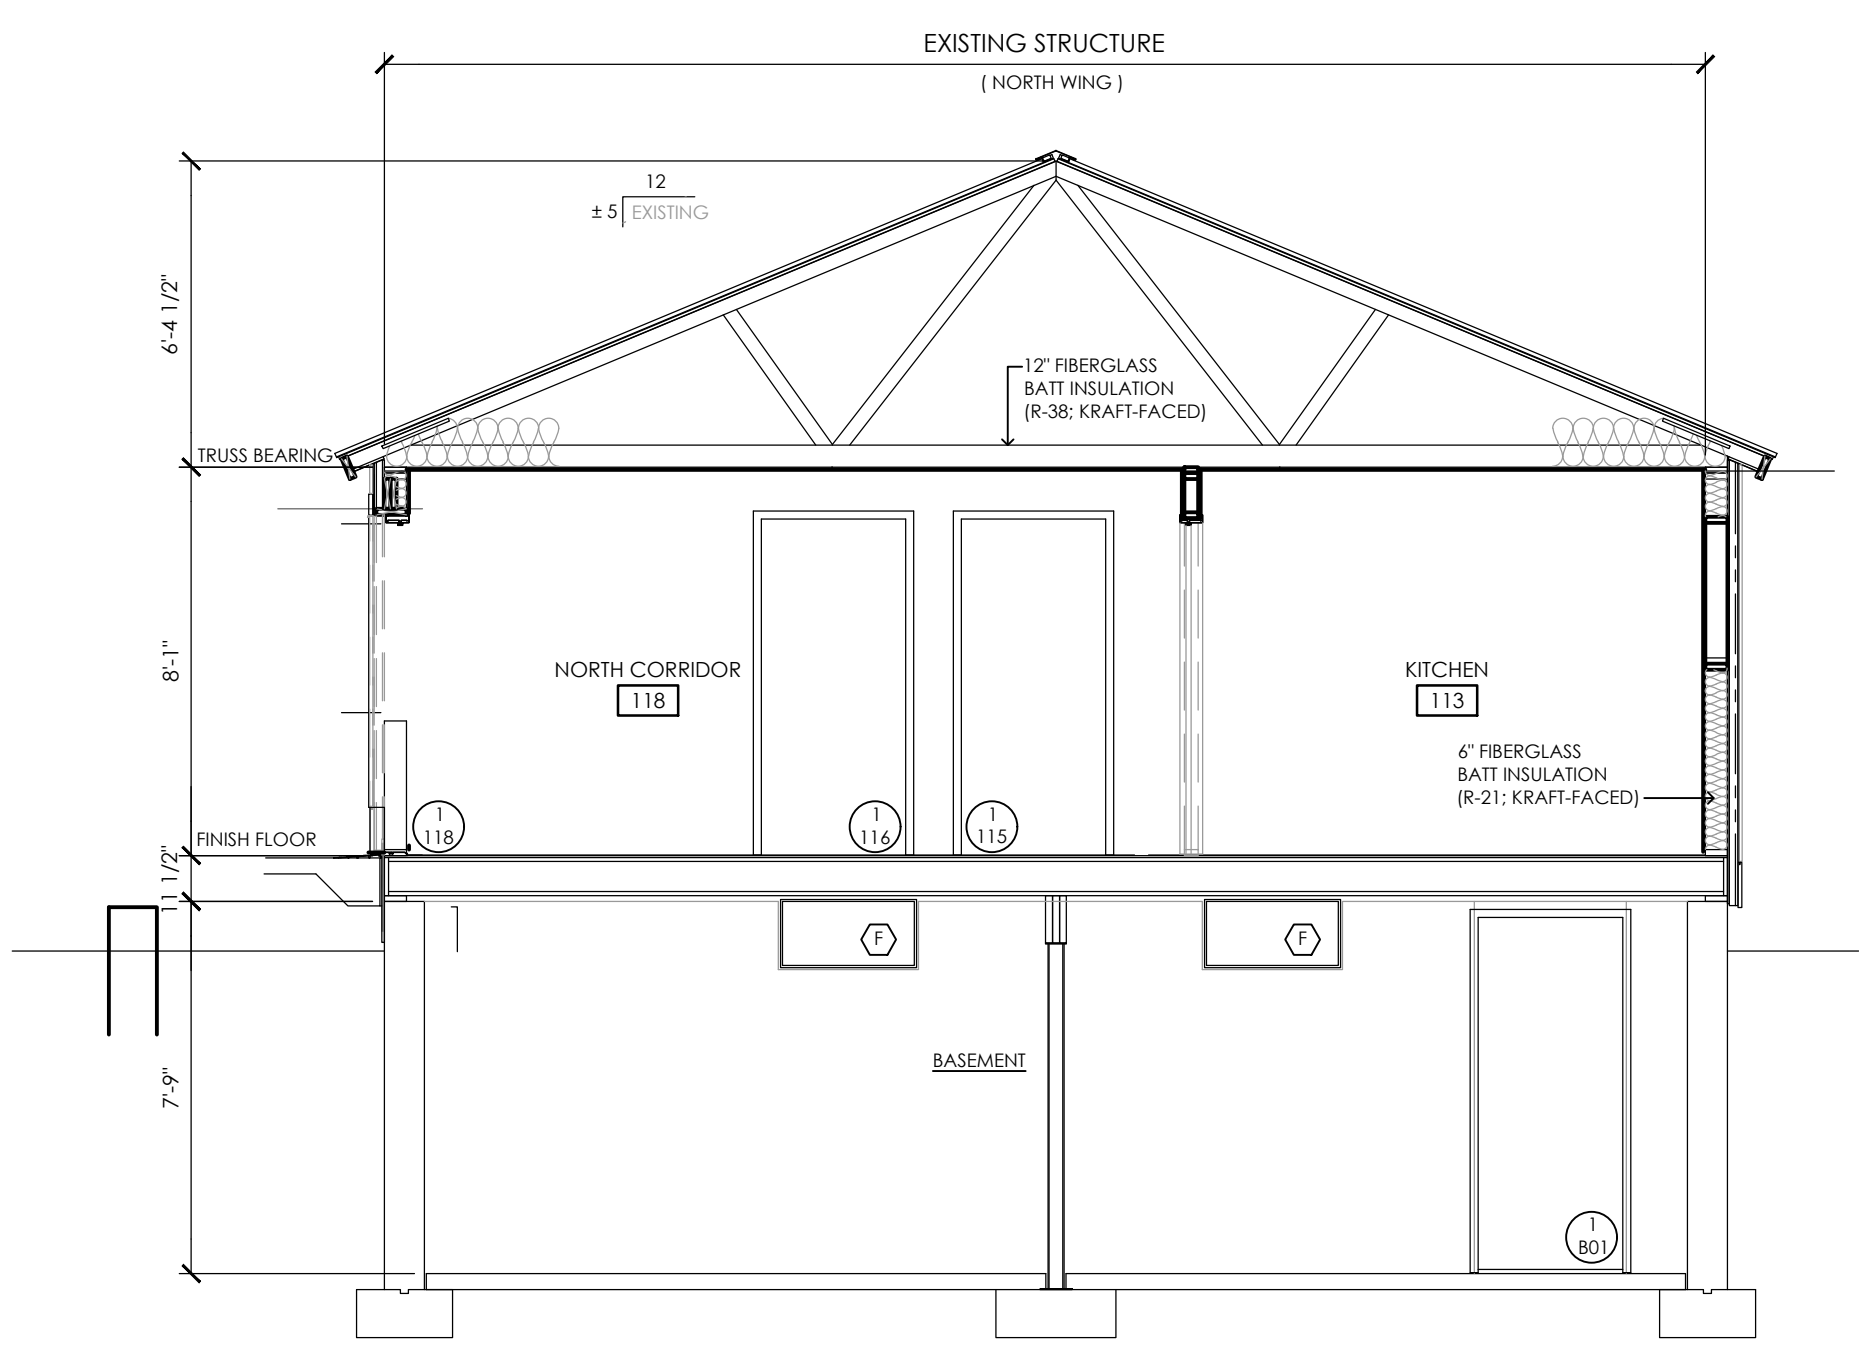 EXISTING STRUCTURE
( NORTH WING )
12
± 5 EXISTING
6'-4 1/2"
12" FIBERGLASS
BATT INSULATION
(R-38; KRAFT-FACED)
TRUSS BEARING
8'-1"
NORTH CORRIDOR
118
KITCHEN
113
6" FIBERGLASS
BATT INSULATION
(R-21; KRAFT-FACED)
1
118
1
116
1
115
FINISH FLOOR
11 1/2"
F
F
BASEMENT
7'-9"
1
B01